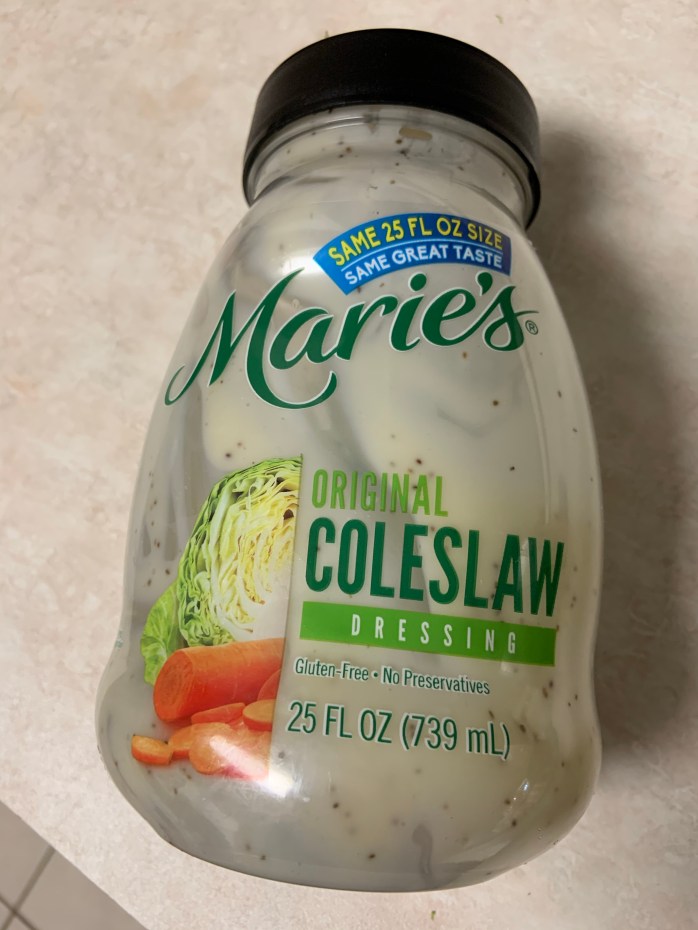 SAME 25 FL OZ SIZE
SAME GREAT TASTE
Marie's®
ORIGINAL
COLESLAW
DRESSING
Gluten-Free • No Preservatives
25 FL OZ (739 mL)